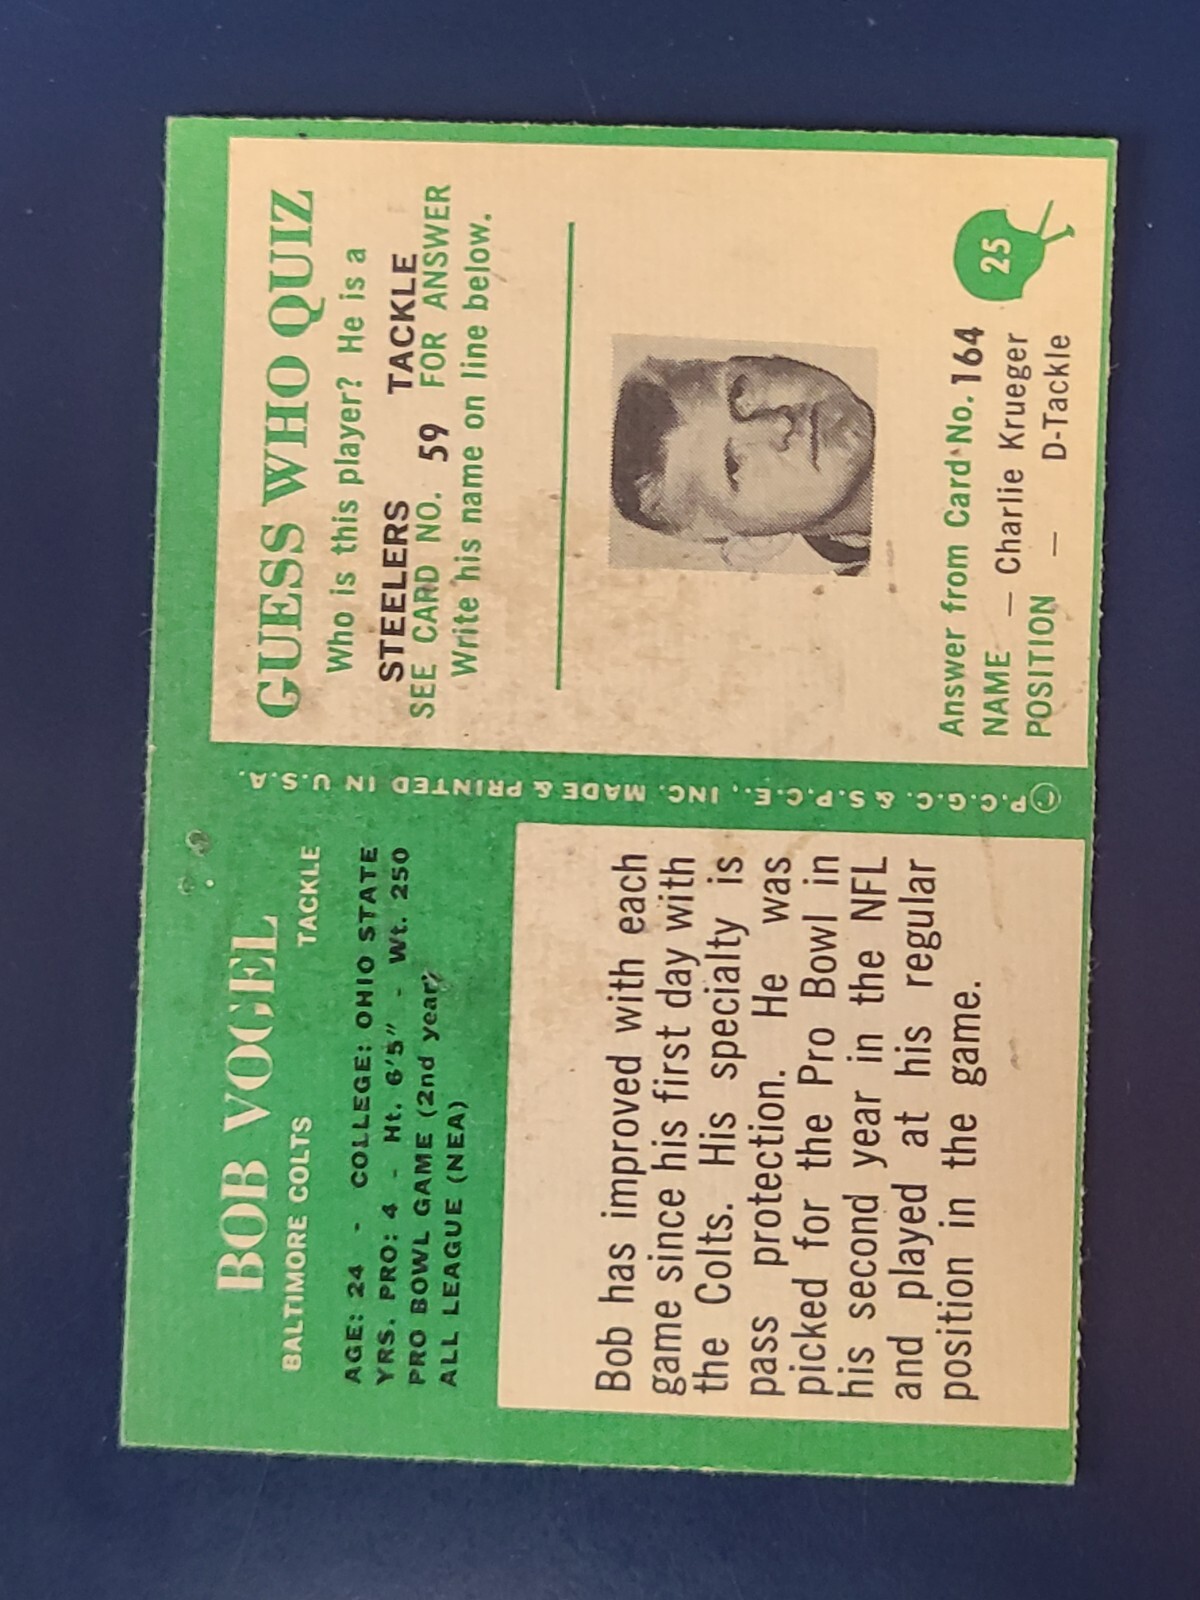 BOB VOGEL
BALTIMORE COLTS TACKLE
AGE: 24 - COLLEGE: OHIO STATE
YRS. PRO: 4 - Ht. 6'5" - Wt. 250
PRO BOWL GAME (2nd year)
ALL LEAGUE (NEA)
Bob has improved with each
game since his first day with
the Colts. His specialty is
pass protection. He was
picked for the Pro Bowl in
his second year in the NFL
and played at his regular
position in the game.
©P.C.G.C. & S.P.C.E., INC. MADE & PRINTED IN U.S.A.
GUESS WHO QUIZ
Who is this player? He is a
STEELERS TACKLE
SEE CARD NO. 59 FOR ANSWER
Write his name on line below.
Answer from Card No. 164
NAME — Charlie Krueger
POSITION — D-Tackle
25